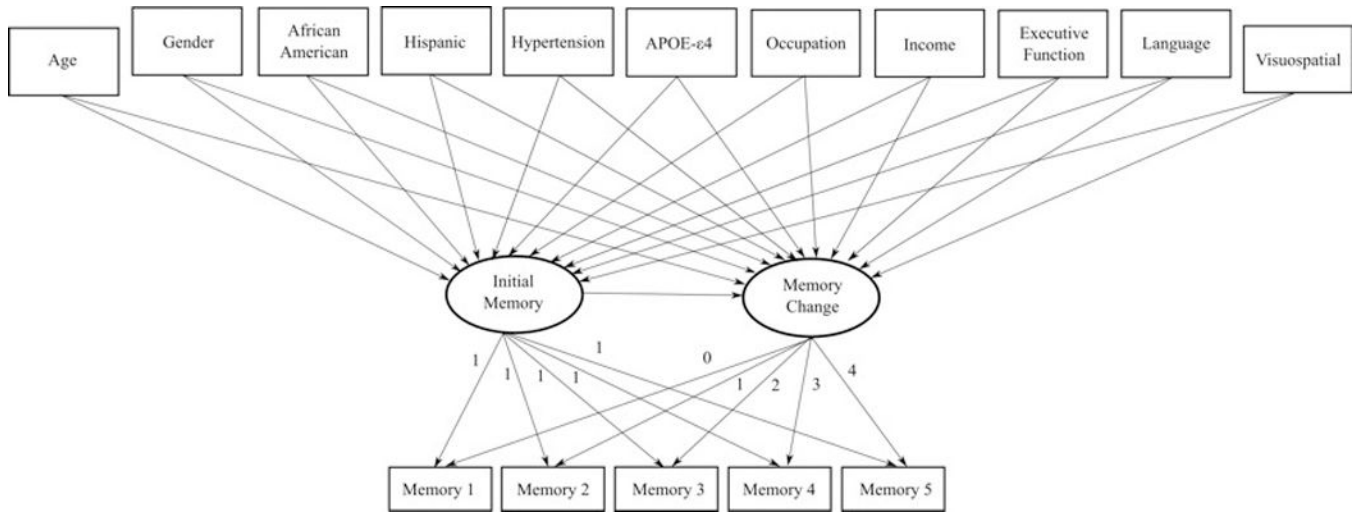 Age
Gender
African
American
Hispanic
Hypertension
APOE-ε4
Occupation
Income
Executive
Function
Language
Visuospatial
Initial
Memory
Memory
Change
1
1
1
1
1
0
1
2
3
4
Memory 1
Memory 2
Memory 3
Memory 4
Memory 5